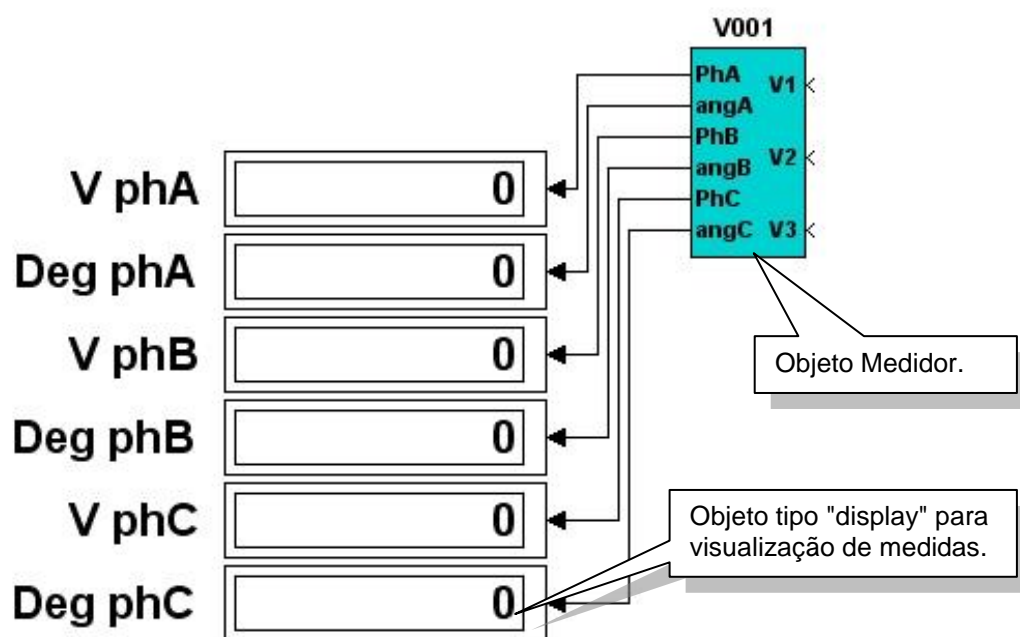 V001
PhA
V1
angA
PhB
V2
angB
PhC
angC
V3
V phA
0
Deg phA
0
V phB
0
Deg phB
0
V phC
0
Deg phC
0
Objeto Medidor.
Objeto tipo "display" para
visualização de medidas.